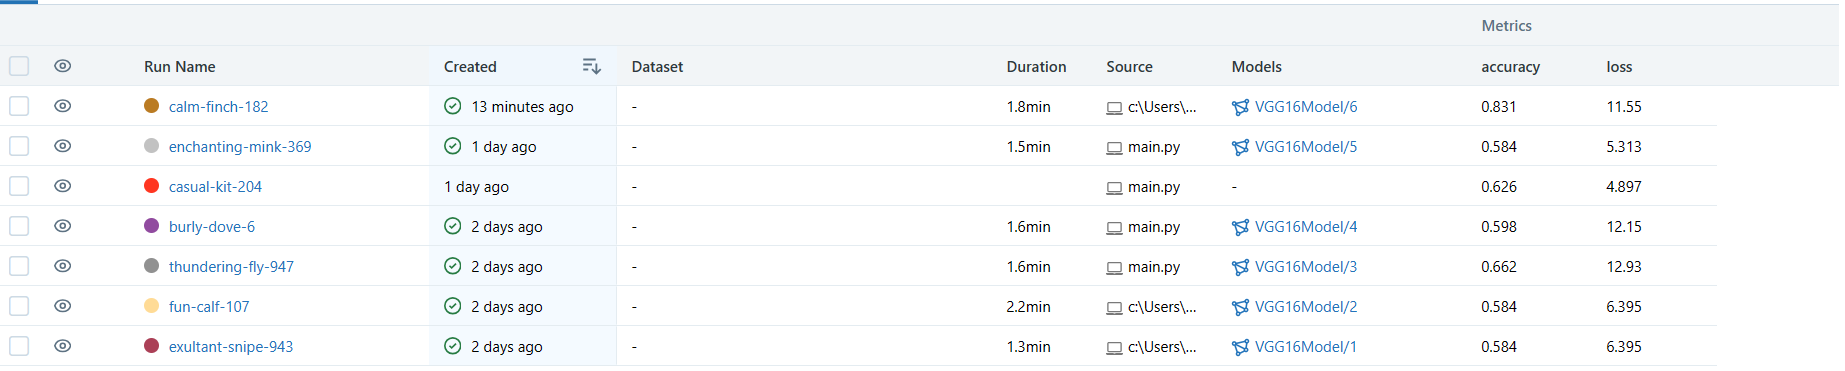 Metrics
Run Name Created Dataset Duration Source Models accuracy loss
calm-finch-182 13 minutes ago - 1.8min c:\Users\... VGG16Model/6 0.831 11.55
enchanting-mink-369 1 day ago - 1.5min main.py VGG16Model/5 0.584 5.313
casual-kit-204 1 day ago - main.py - 0.626 4.897
burly-dove-6 2 days ago - 1.6min main.py VGG16Model/4 0.598 12.15
thundering-fly-947 2 days ago - 1.6min main.py VGG16Model/3 0.662 12.93
fun-calf-107 2 days ago - 2.2min c:\Users\... VGG16Model/2 0.584 6.395
exultant-snipe-943 2 days ago - 1.3min c:\Users\... VGG16Model/1 0.584 6.395